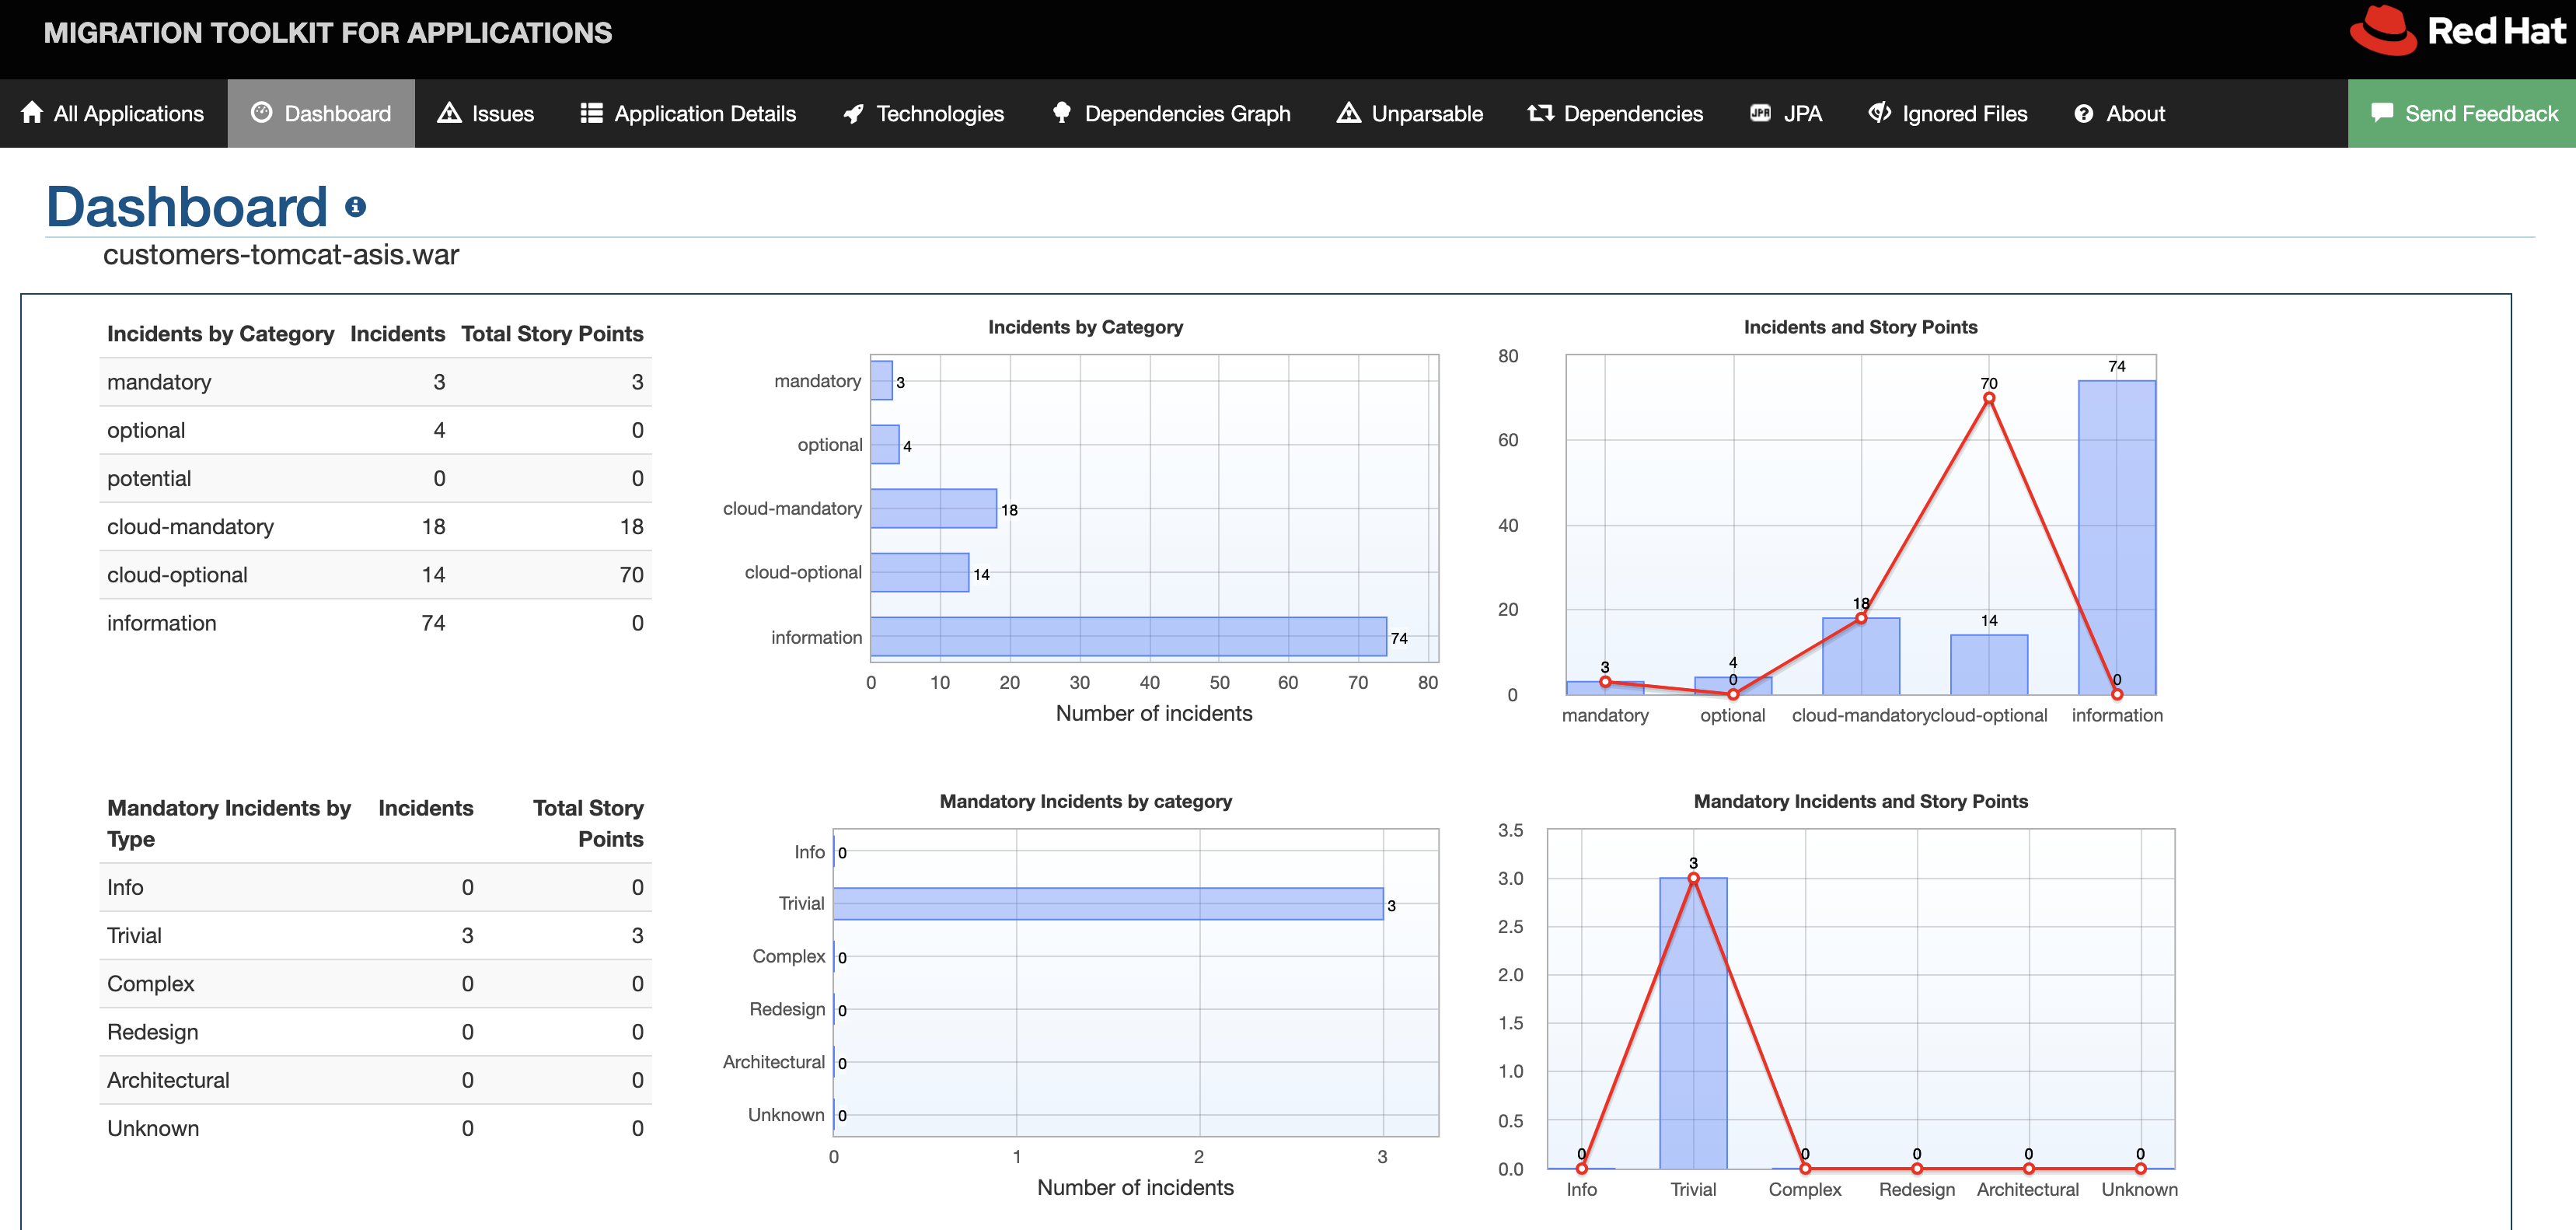 MIGRATION TOOLKIT FOR APPLICATIONS
Red Hat
All Applications Dashboard Issues Application Details Technologies Dependencies Graph Unparsable Dependencies JPA JPA Ignored Files About Send Feedback
Dashboard
customers-tomcat-asis.war
Incidents by Category Incidents Total Story Points
mandatory 3 3
optional 4 0
potential 0 0
cloud-mandatory 18 18
cloud-optional 14 70
information 74 0
Incidents by Category
mandatory 3
optional 4
cloud-mandatory 18
cloud-optional 14
information 74
0 10 20 30 40 50 60 70 80
Number of incidents
Incidents and Story Points
80
60
40
20
0
74
70
18
14
3
4
0
0
mandatory optional cloud-mandatory cloud-optional information
Mandatory Incidents by Incidents Total Story
Type Points
Info 0 0
Trivial 3 3
Complex 0 0
Redesign 0 0
Architectural 0 0
Unknown 0 0
Mandatory Incidents by category
Info 0
Trivial 3
Complex 0
Redesign 0
Architectural 0
Unknown 0
0 1 2 3
Number of incidents
Mandatory Incidents and Story Points
3.5
3.0
2.5
2.0
1.5
1.0
0.5
0.0
3
0 0 0 0 0
Info Trivial Complex Redesign Architectural Unknown